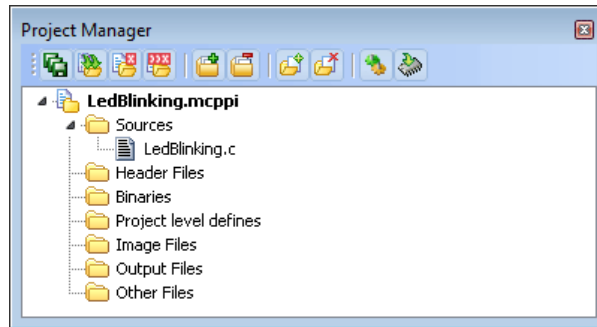 Project Manager
LedBlinking.mcppi
Sources
LedBlinking.c
Header Files
Binaries
Project level defines
Image Files
Output Files
Other Files